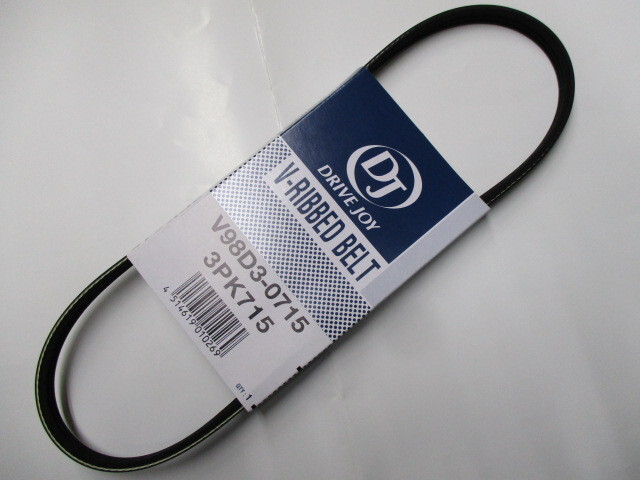 DJ
DRIVE JOY
V-RIBBED BELT
V98D3-0715
3PK715
4 514619 010269
QTY : 1